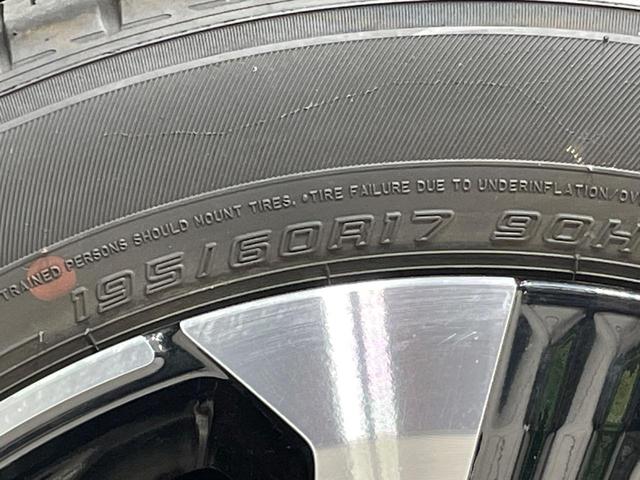 TRAINED PERSONS SHOULD MOUNT TIRES. •TIRE FAILURE DUE TO UNDERINFLATION/OV
195/60R17 90H